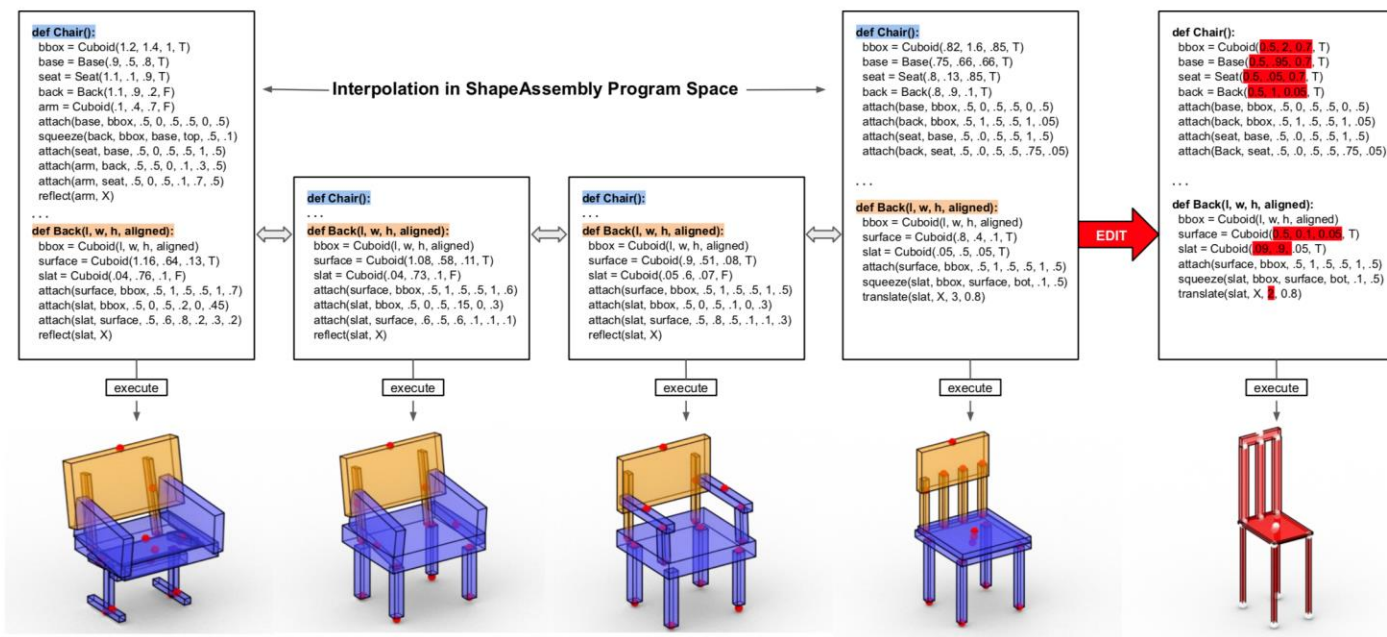 def Chair():
bbox = Cuboid(1.2, 1.4, 1, T)
base = Base(.9, .5, .8, T)
seat = Seat(1.1, .1, .9, T)
back = Back(1.1, .9, .2, F)
arm = Cuboid(.1, .4, .7, F)
attach(base, bbox, .5, 0, .5, .5, 0, .5)
squeeze(back, bbox, base, top, .5, .1)
attach(seat, base, .5, 0, .5, .5, 1, .5)
attach(arm, back, .5, .5, 0, .1, .3, .5)
attach(arm, seat, .5, 0, .5, .1, .7, .5)
reflect(arm, X)
. . .
def Back(l, w, h, aligned):
bbox = Cuboid(l, w, h, aligned)
surface = Cuboid(1.16, .64, .13, T)
slat = Cuboid(.04, .76, .1, F)
attach(surface, bbox, .5, 1, .5, .5, 1, .7)
attach(slat, bbox, .5, 0, .5, .2, 0, .45)
attach(slat, surface, .5, .6, .8, .2, .3, .2)
reflect(slat, X)
execute
Interpolation in ShapeAssembly Program Space
def Chair():
. . .
def Back(l, w, h, aligned):
bbox = Cuboid(l, w, h, aligned)
surface = Cuboid(1.08, .58, .11, T)
slat = Cuboid(.04, .73, .1, F)
attach(surface, bbox, .5, 1, .5, .5, 1, .6)
attach(slat, bbox, .5, 0, .5, .15, 0, .3)
attach(slat, surface, .6, .5, .6, .1, .1, .1)
reflect(slat, X)
execute
def Chair():
. . .
def Back(l, w, h, aligned):
bbox = Cuboid(l, w, h, aligned)
surface = Cuboid(.9, .51, .08, T)
slat = Cuboid(.05 .6, .07, F)
attach(surface, bbox, .5, 1, .5, .5, 1, .5)
attach(slat, bbox, .5, 0, .5, .1, 0, .3)
attach(slat, surface, .5, .8, .5, .1, .1, .3)
reflect(slat, X)
execute
def Chair():
bbox = Cuboid(.82, 1.6, .85, T)
base = Base(.75, .66, .66, T)
seat = Seat(.8, .13, .85, T)
back = Back(.8, .9, .1, T)
attach(base, bbox, .5, 0, .5, .5, 0, .5)
attach(back, bbox, .5, 1, .5, .5, 1, .05)
attach(seat, base, .5, .0, .5, .5, 1, .5)
attach(back, seat, .5, .0, .5, .5, .75, .05)
. . .
def Back(l, w, h, aligned):
bbox = Cuboid(l, w, h, aligned)
surface = Cuboid(.8, .4, .1, T)
slat = Cuboid(.05, .5, .05, T)
attach(surface, bbox, .5, 1, .5, .5, 1, .5)
squeeze(slat, bbox, surface, bot, .1, .5)
translate(slat, X, 3, 0.8)
execute
EDIT
def Chair():
bbox = Cuboid(0.5, 2, 0.7, T)
base = Base(0.5, .95, 0.7, T)
seat = Seat(0.5, .05, 0.7, T)
back = Back(0.5, 1, 0.05, T)
attach(base, bbox, .5, 0, .5, .5, 0, .5)
attach(back, bbox, .5, 1, .5, .5, 1, .05)
attach(seat, base, .5, .0, .5, .5, 1, .5)
attach(Back, seat, .5, .0, .5, .5, .75, .05)
. . .
def Back(l, w, h, aligned):
bbox = Cuboid(l, w, h, aligned)
surface = Cuboid(0.5, 0.1, 0.05, T)
slat = Cuboid(.09, .9, .05, T)
attach(surface, bbox, .5, 1, .5, .5, 1, .5)
squeeze(slat, bbox, surface, bot, .1, .5)
translate(slat, X, 2, 0.8)
execute